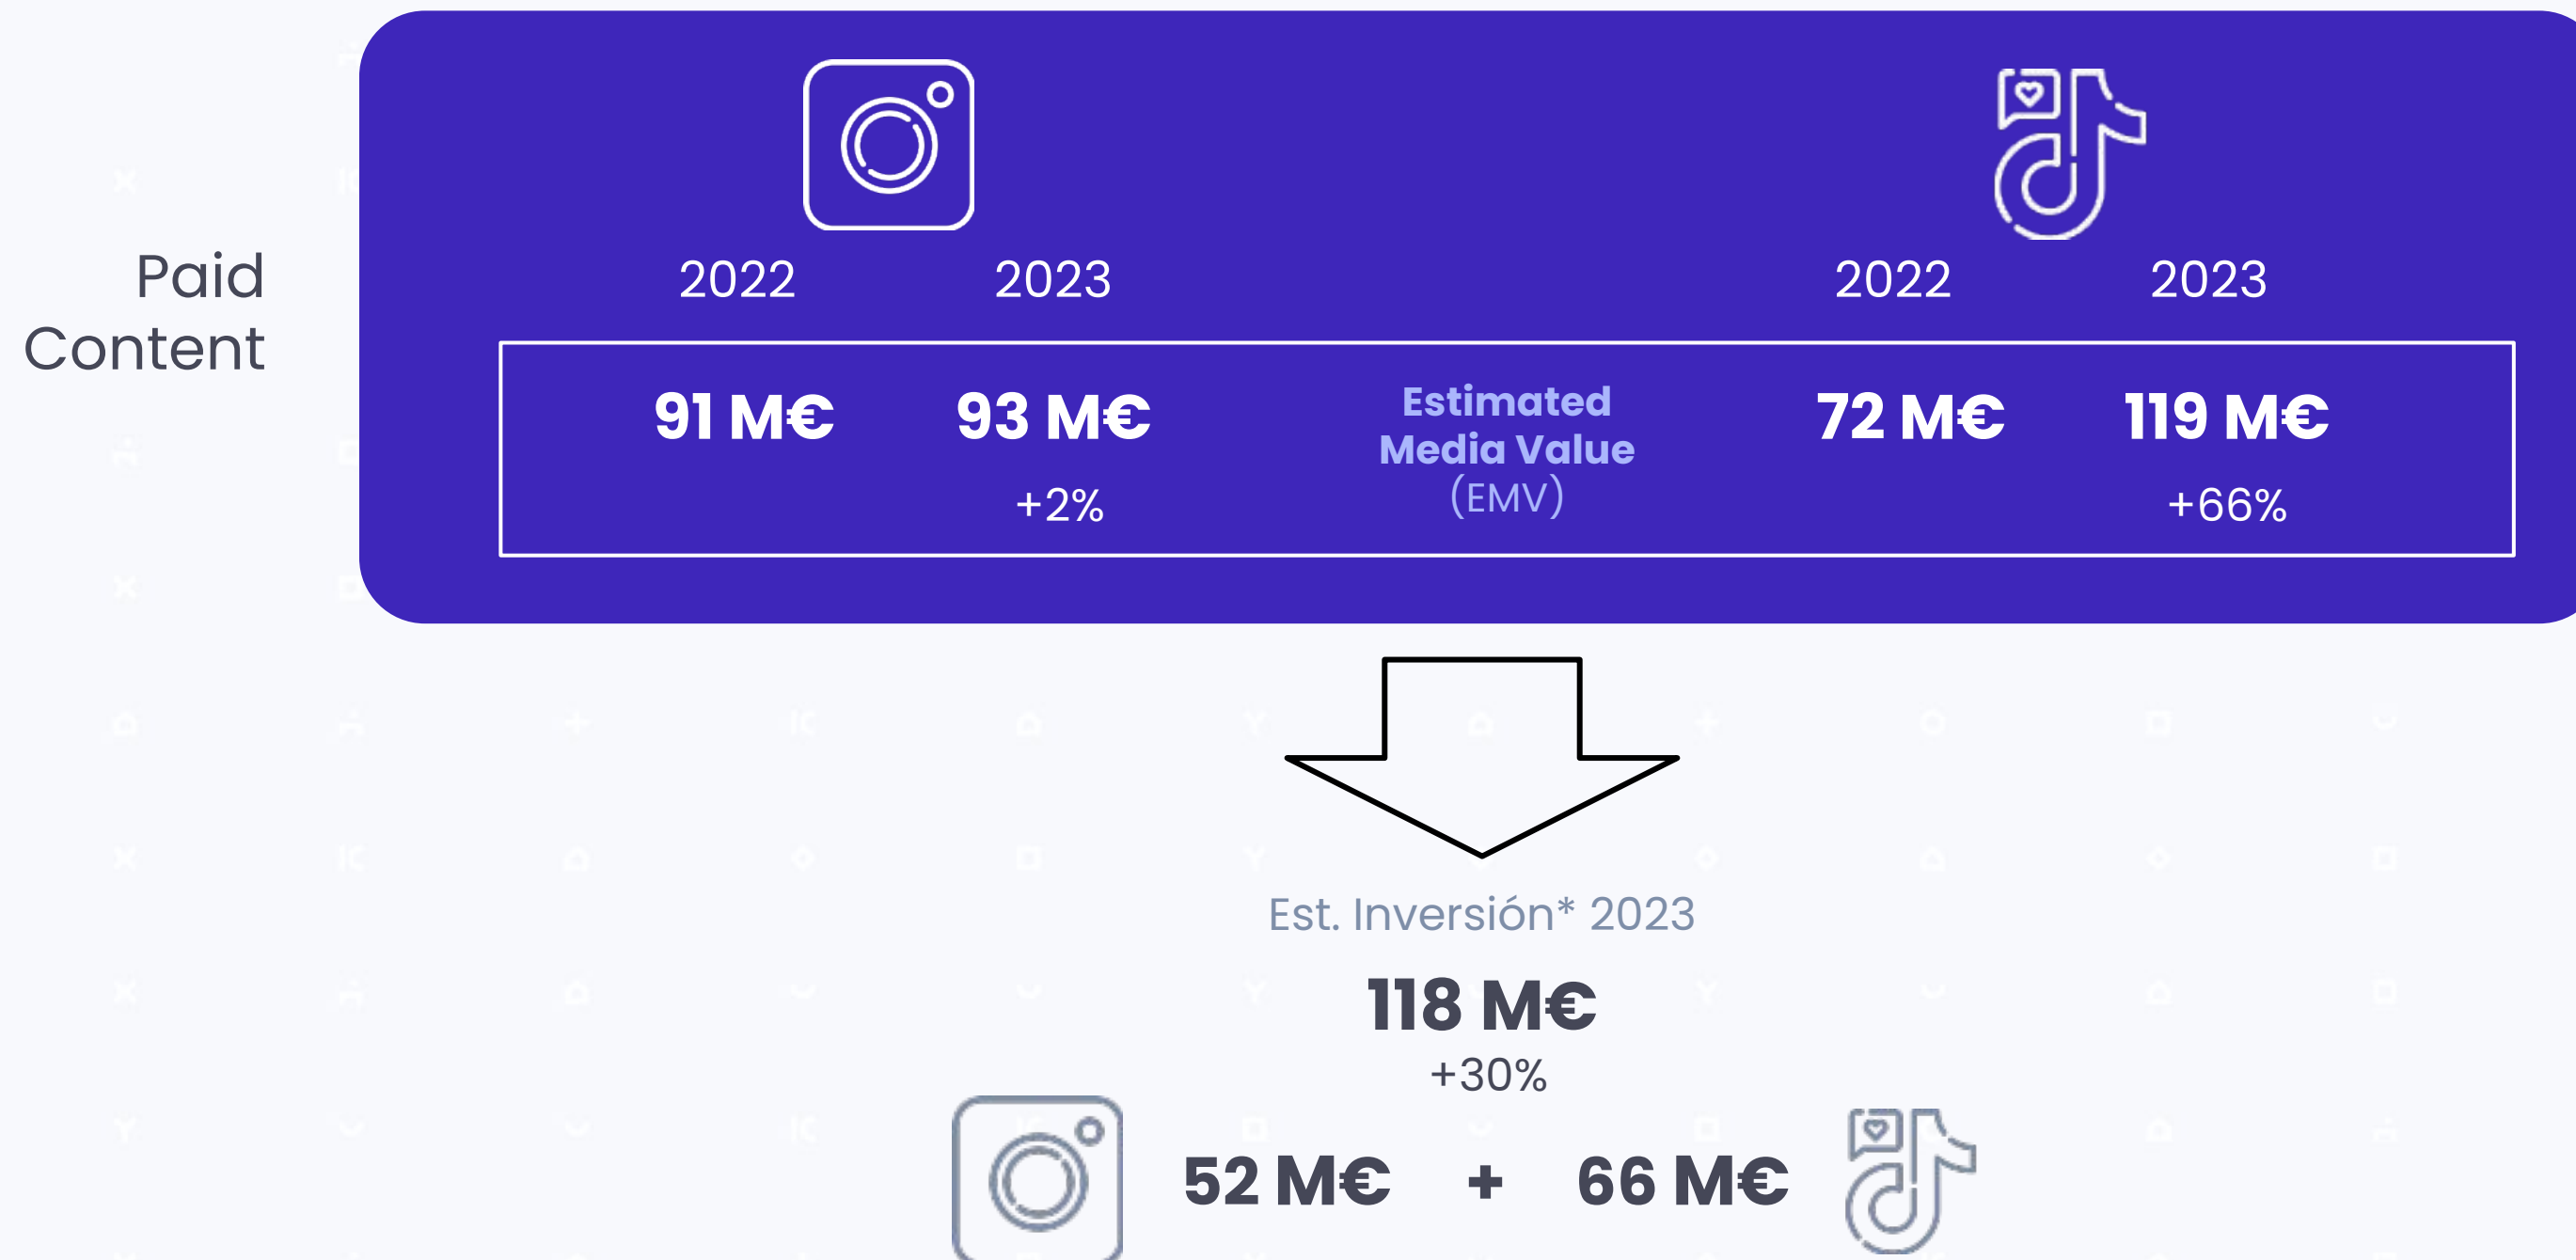 Paid
Content
2022 2023
2022 2023
91 M€ 93 M€
+2%
Estimated
Media Value
(EMV)
72 M€ 119 M€
+66%
Est. Inversión* 2023
118 M€
+30%
52 M€ + 66 M€